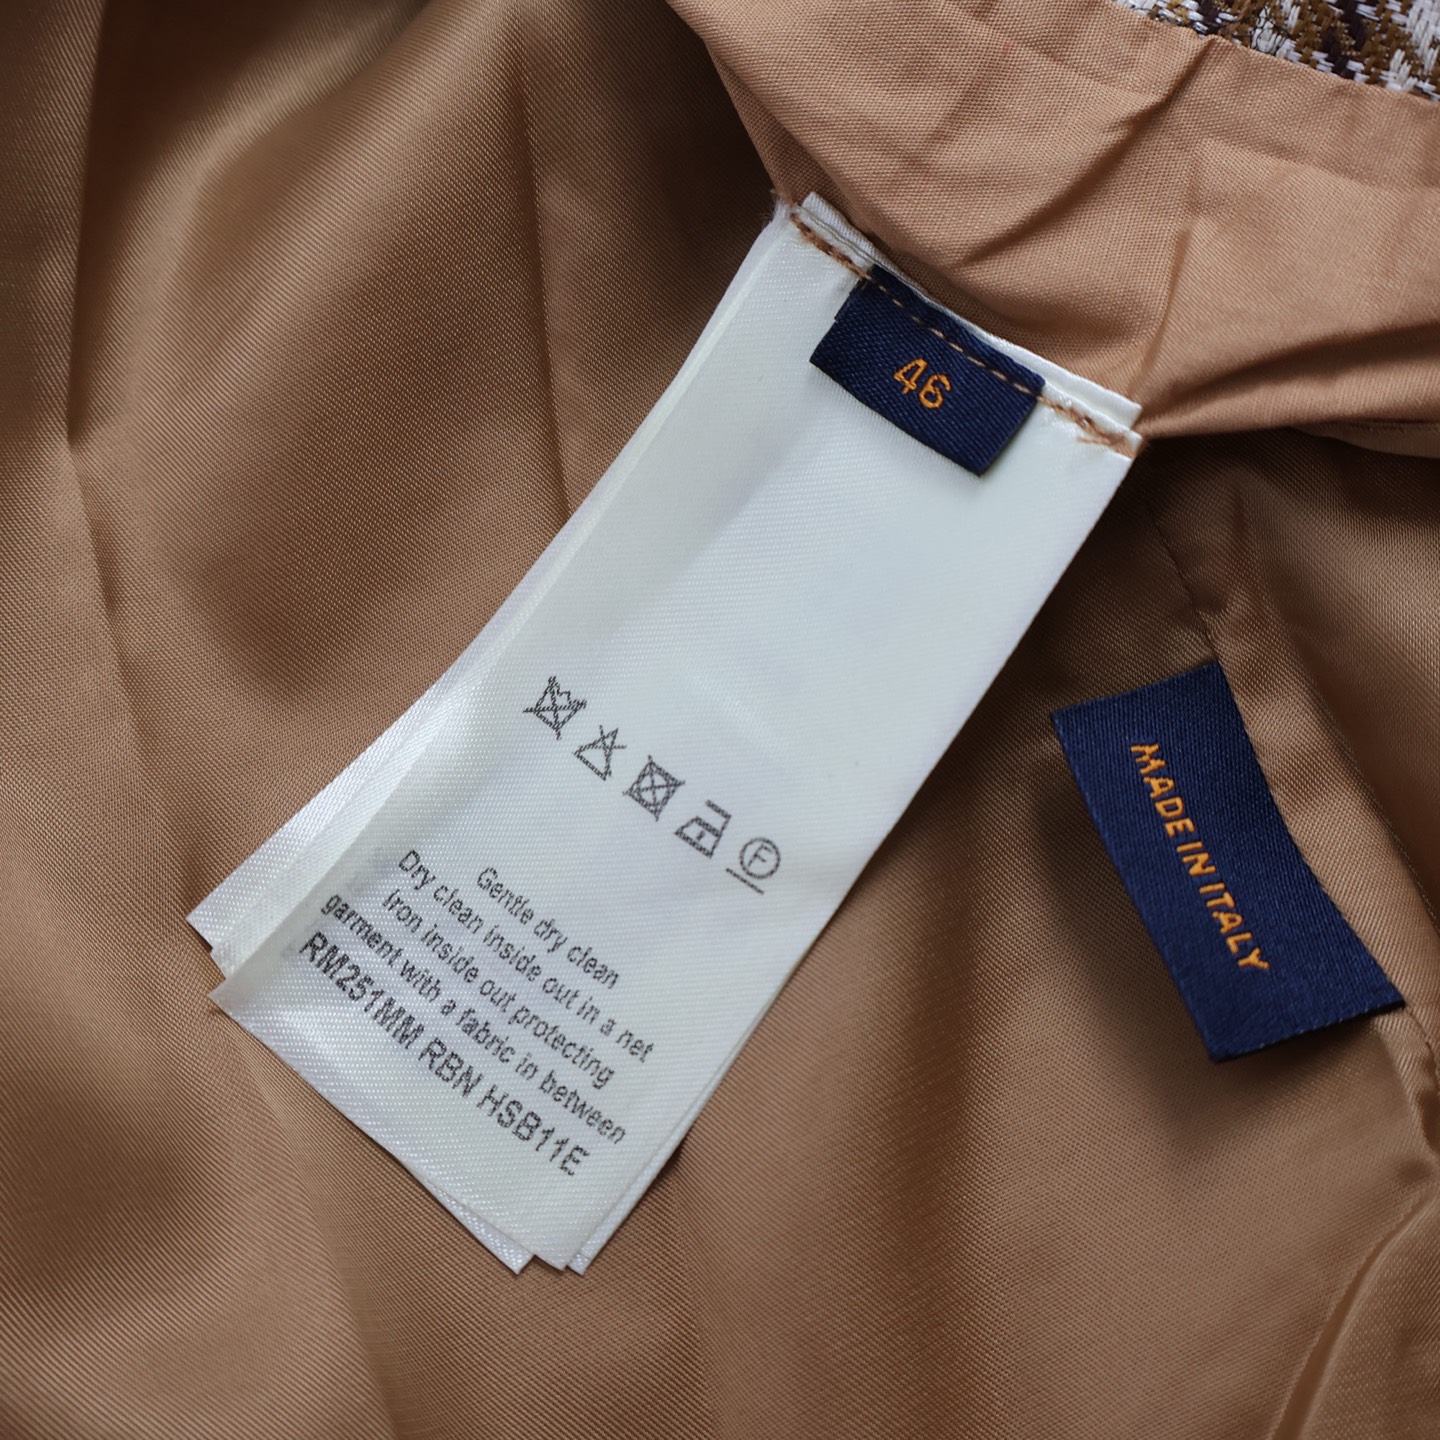 46
F
Gentle dry clean
Dry clean inside out in a net
Iron inside out protecting
garment with a fabric in between
RM251MM RBN HSB11E
MADE IN ITALY